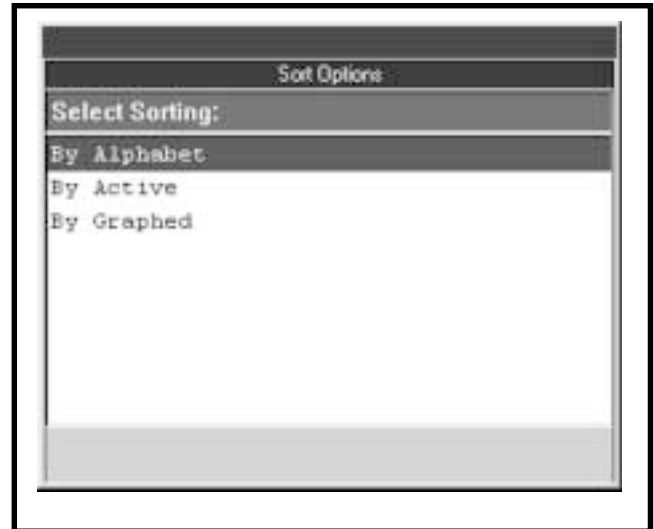 Sort Options
Select Sorting:
By Alphabet
By Active
By Graphed